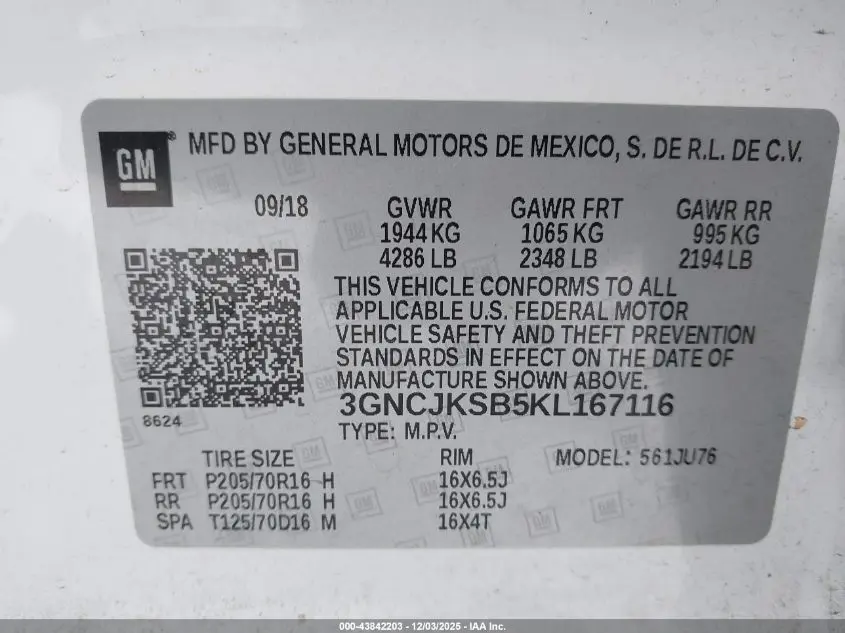 GM® MFD BY GENERAL MOTORS DE MEXICO, S. DE R.L. DE C.V.
09/18 GVWR GAWR FRT GAWR RR
1944 KG 1065 KG 995 KG
4286 LB 2348 LB 2194 LB
THIS VEHICLE CONFORMS TO ALL
APPLICABLE U.S. FEDERAL MOTOR
VEHICLE SAFETY AND THEFT PREVENTION
STANDARDS IN EFFECT ON THE DATE OF
MANUFACTURE SHOWN ABOVE.
3GNCJKSB5KL167116
8624
TYPE: M.P.V.
TIRE SIZE RIM MODEL: 561JU76
FRT P205/70R16 H 16X6.5J
RR P205/70R16 H 16X6.5J
SPA T125/70D16 M 16X4T
000-43842203 - 12/03/2025 - IAA Inc.